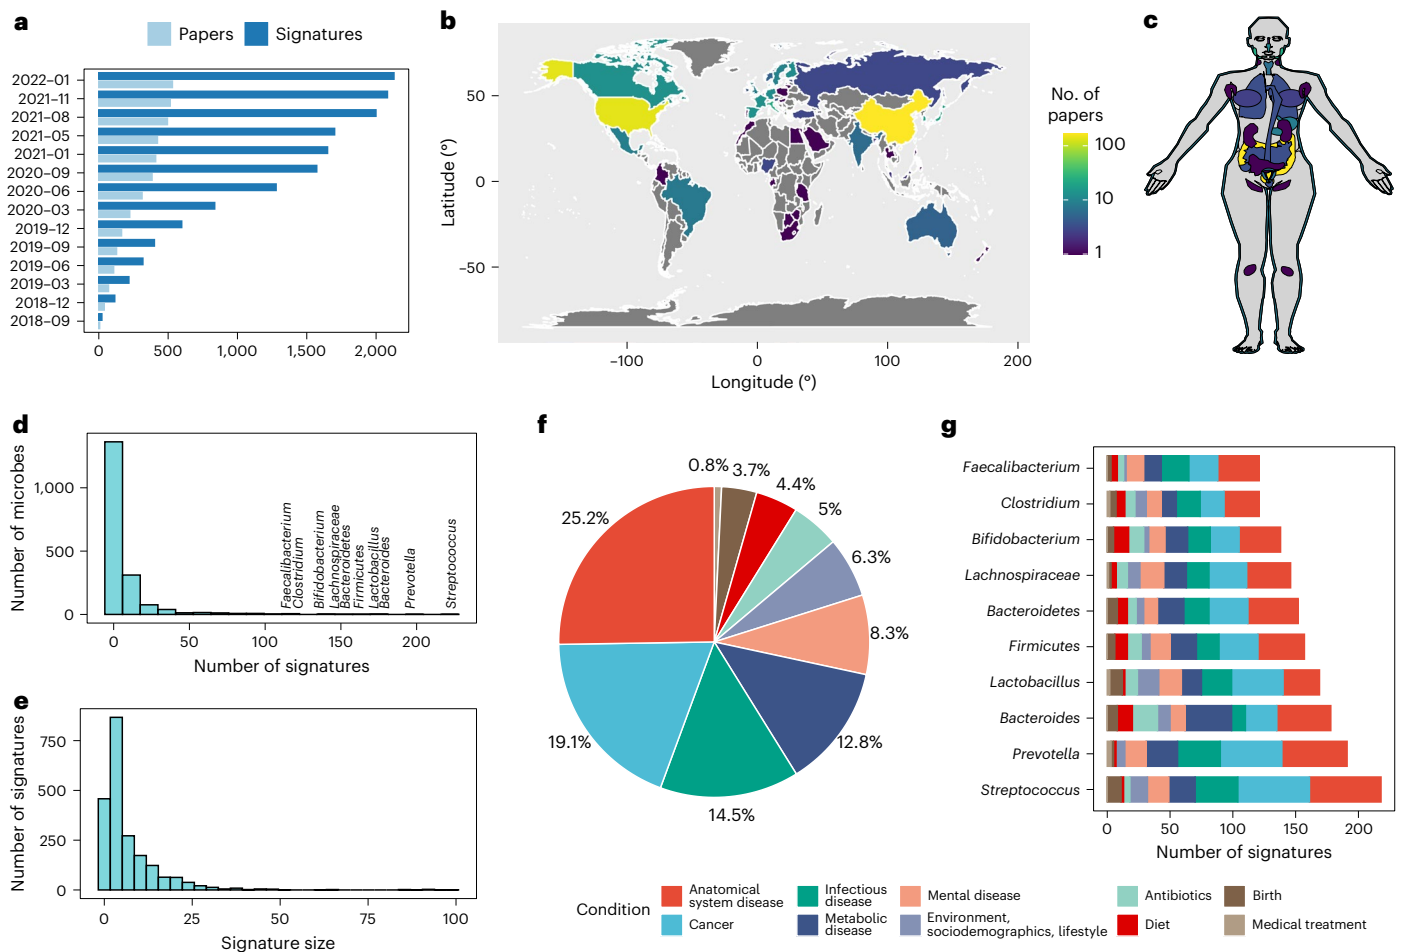 a
Papers
Signatures
2022–01
2021–11
2021–08
2021–05
2021–01
2020–09
2020–06
2020–03
2019–12
2019–09
2019–06
2019–03
2018–12
2018–09
0
500
1,000
1,500
2,000
b
Latitude (°)
50
0
–50
–100
0
100
200
Longitude (°)
No. of
papers
100
10
1
c
d
Number of microbes
1,000
500
0
Faecalibacterium
Clostridium
Bifidobacterium
Lachnospiraceae
Bacteroidetes
Firmicutes
Lactobacillus
Bacteroides
Prevotella
Streptococcus
0
50
100
150
200
Number of signatures
e
Number of signatures
750
500
250
0
0
25
50
75
100
Signature size
f
0.8%
3.7%
4.4%
5%
6.3%
8.3%
12.8%
14.5%
19.1%
25.2%
g
Faecalibacterium
Clostridium
Bifidobacterium
Lachnospiraceae
Bacteroidetes
Firmicutes
Lactobacillus
Bacteroides
Prevotella
Streptococcus
0
50
100
150
200
Number of signatures
Condition
Anatomical
system disease
Cancer
Infectious
disease
Metabolic
disease
Mental disease
Environment,
sociodemographics, lifestyle
Antibiotics
Diet
Birth
Medical treatment